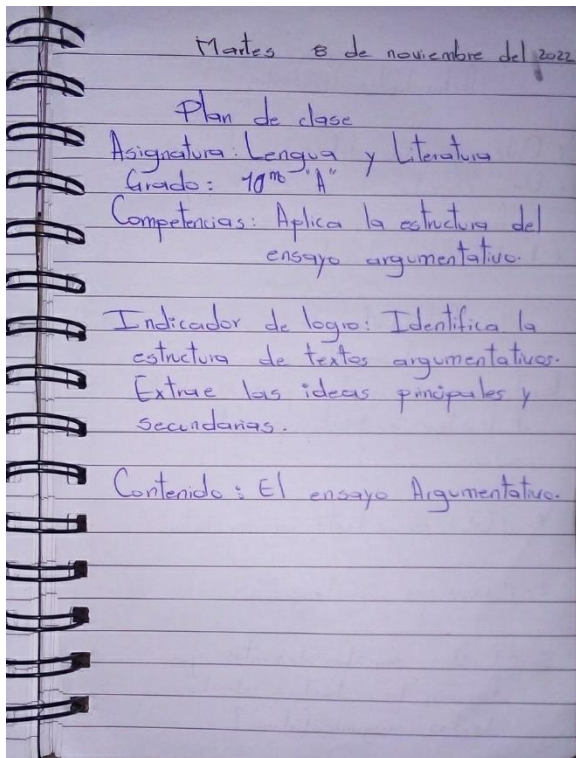 Martes 8 de noviembre del 2022
Plan de clase
Asignatura: Lengua y Literatura
Grado: 10mo "A"
Competencias: Aplica la estructura del
ensayo argumentativo.
Indicador de logro: Identifica la
estructura de textos argumentativos.
Extrae las ideas principales y
secundarias.
Contenido: El ensayo Argumentativo.